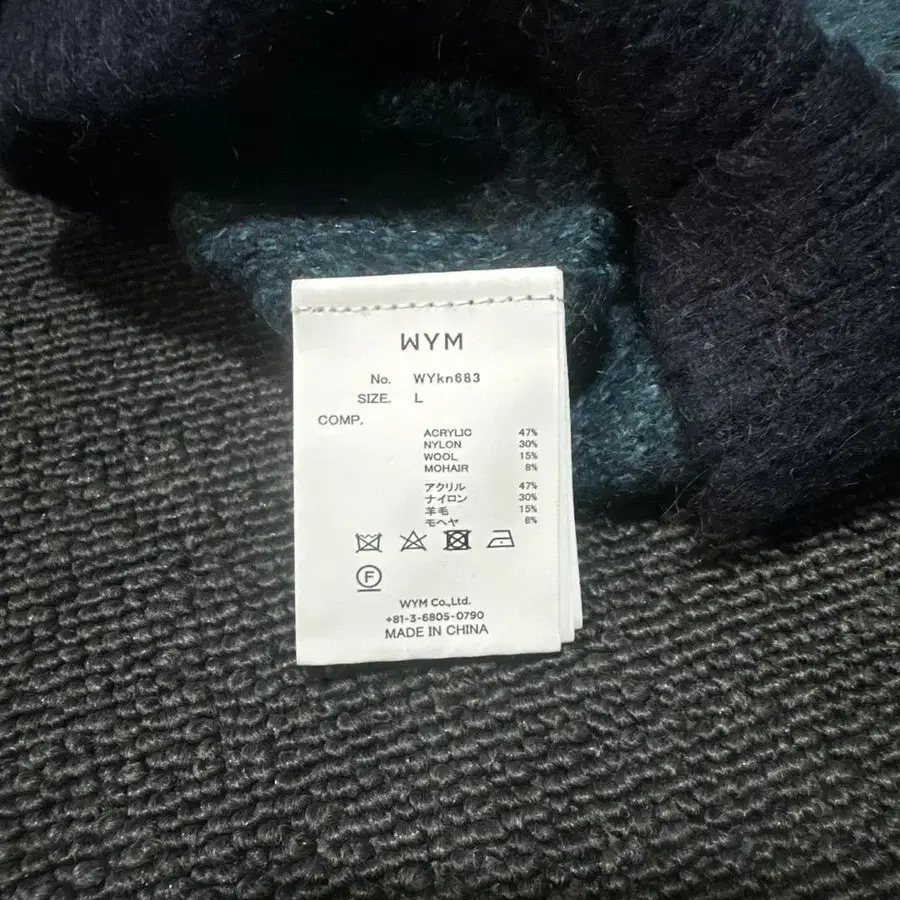 WYM
No. WYkn683
SIZE. L
COMP.
ACRYLIC 47%
NYLON 30%
WOOL 15%
MOHAIR 8%
アクリル 47%
ナイロン 30%
羊毛 15%
モヘヤ 8%
F
WYM Co.,Ltd.
+81-3-6805-0790
MADE IN CHINA